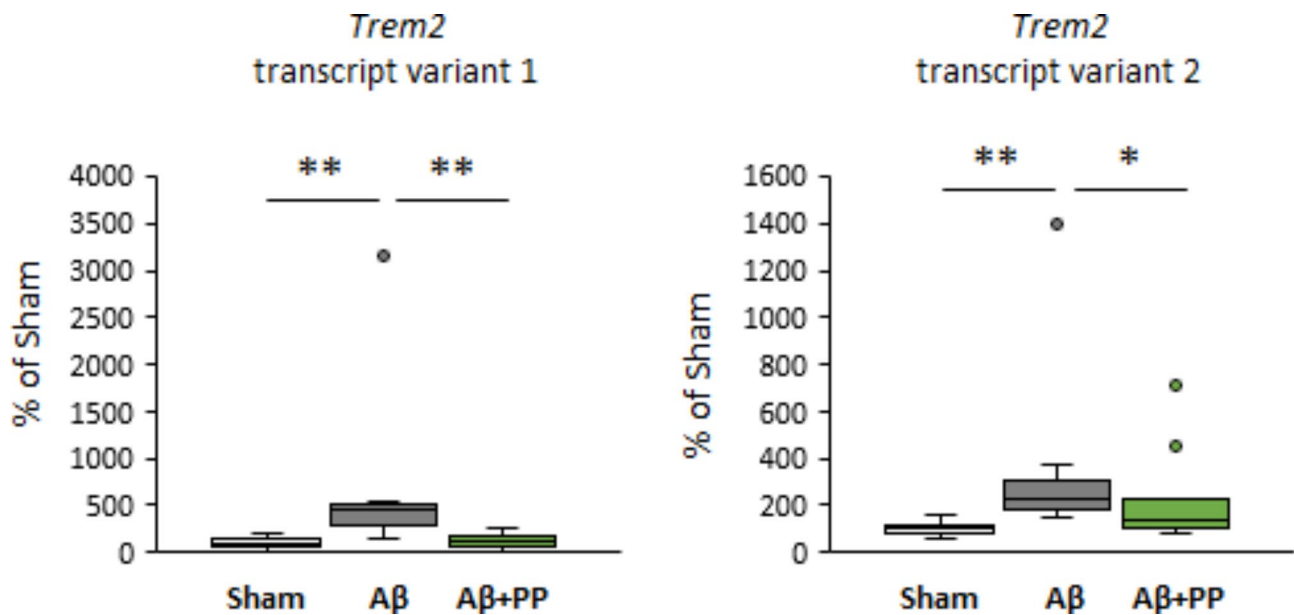 Trem2
transcript variant 1
% of Sham
** **
4000
3500
3000
2500
2000
1500
1000
500
0
Sham Aβ Aβ+PP
Trem2
transcript variant 2
% of Sham
** *
1600
1400
1200
1000
800
600
400
200
0
Sham Aβ Aβ+PP